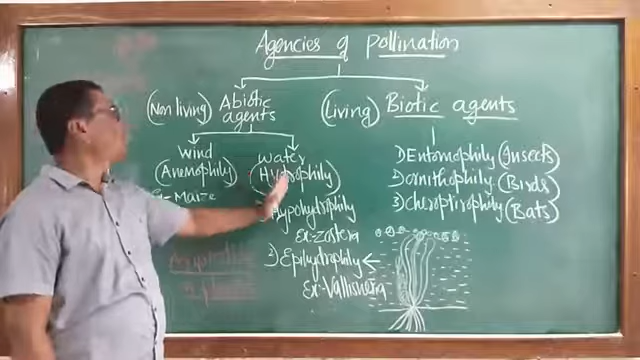 Agencies of pollination
(Non living) Abiotic agents
(Living) Biotic agents
wind
(Anemophily)
Ex-Maize
water
(Hydrophily)
Hypohydrophily
Ex-Zostera
2) Epihydrophily
Ex-Vallisneria
1) Entomophily (Insects)
2) Ornithophily (Birds)
3) Cheroptirophily (Bats)